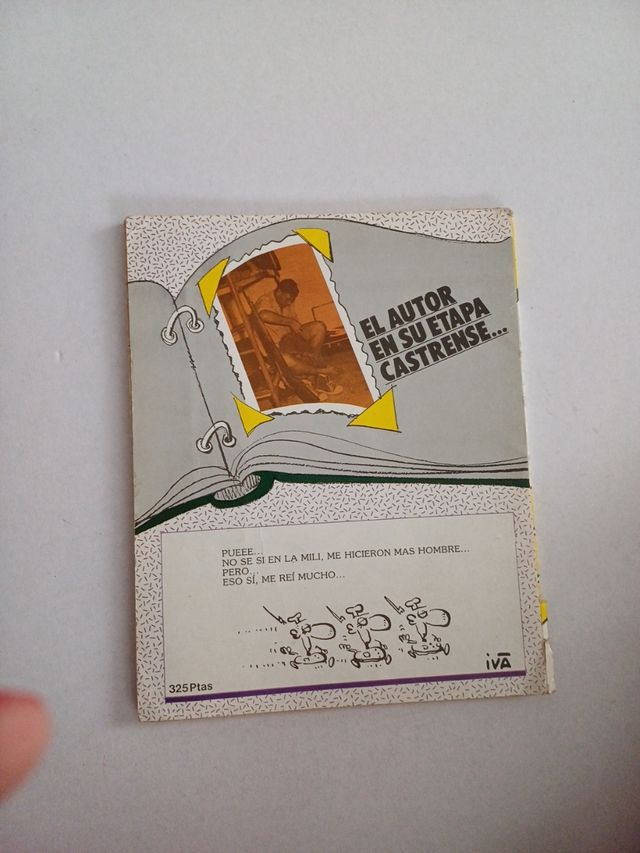 EL AUTOR
EN SU ETAPA
CASTRENSE...
PUEEE...
NO SE SI EN LA MILI, ME HICIERON MAS HOMBRE...
PERO...
ESO SÍ, ME REÍ MUCHO...
iVÀ
325 Ptas